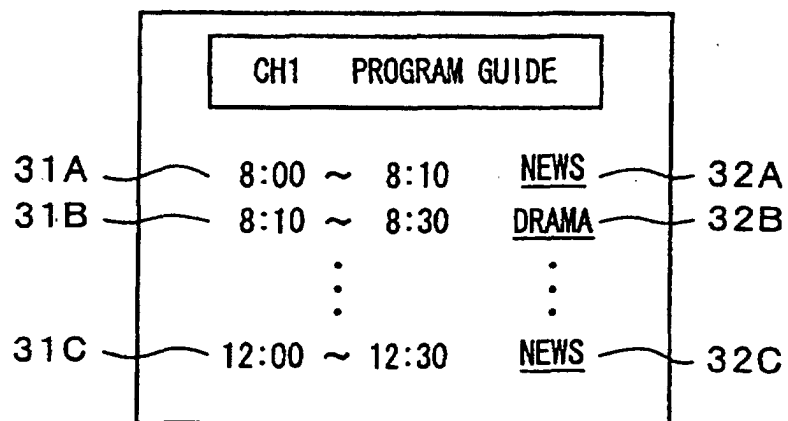 CH1 PROGRAM GUIDE
31A 8:00 ~ 8:10 NEWS 32A
31B 8:10 ~ 8:30 DRAMA 32B
31C 12:00 ~ 12:30 NEWS 32C